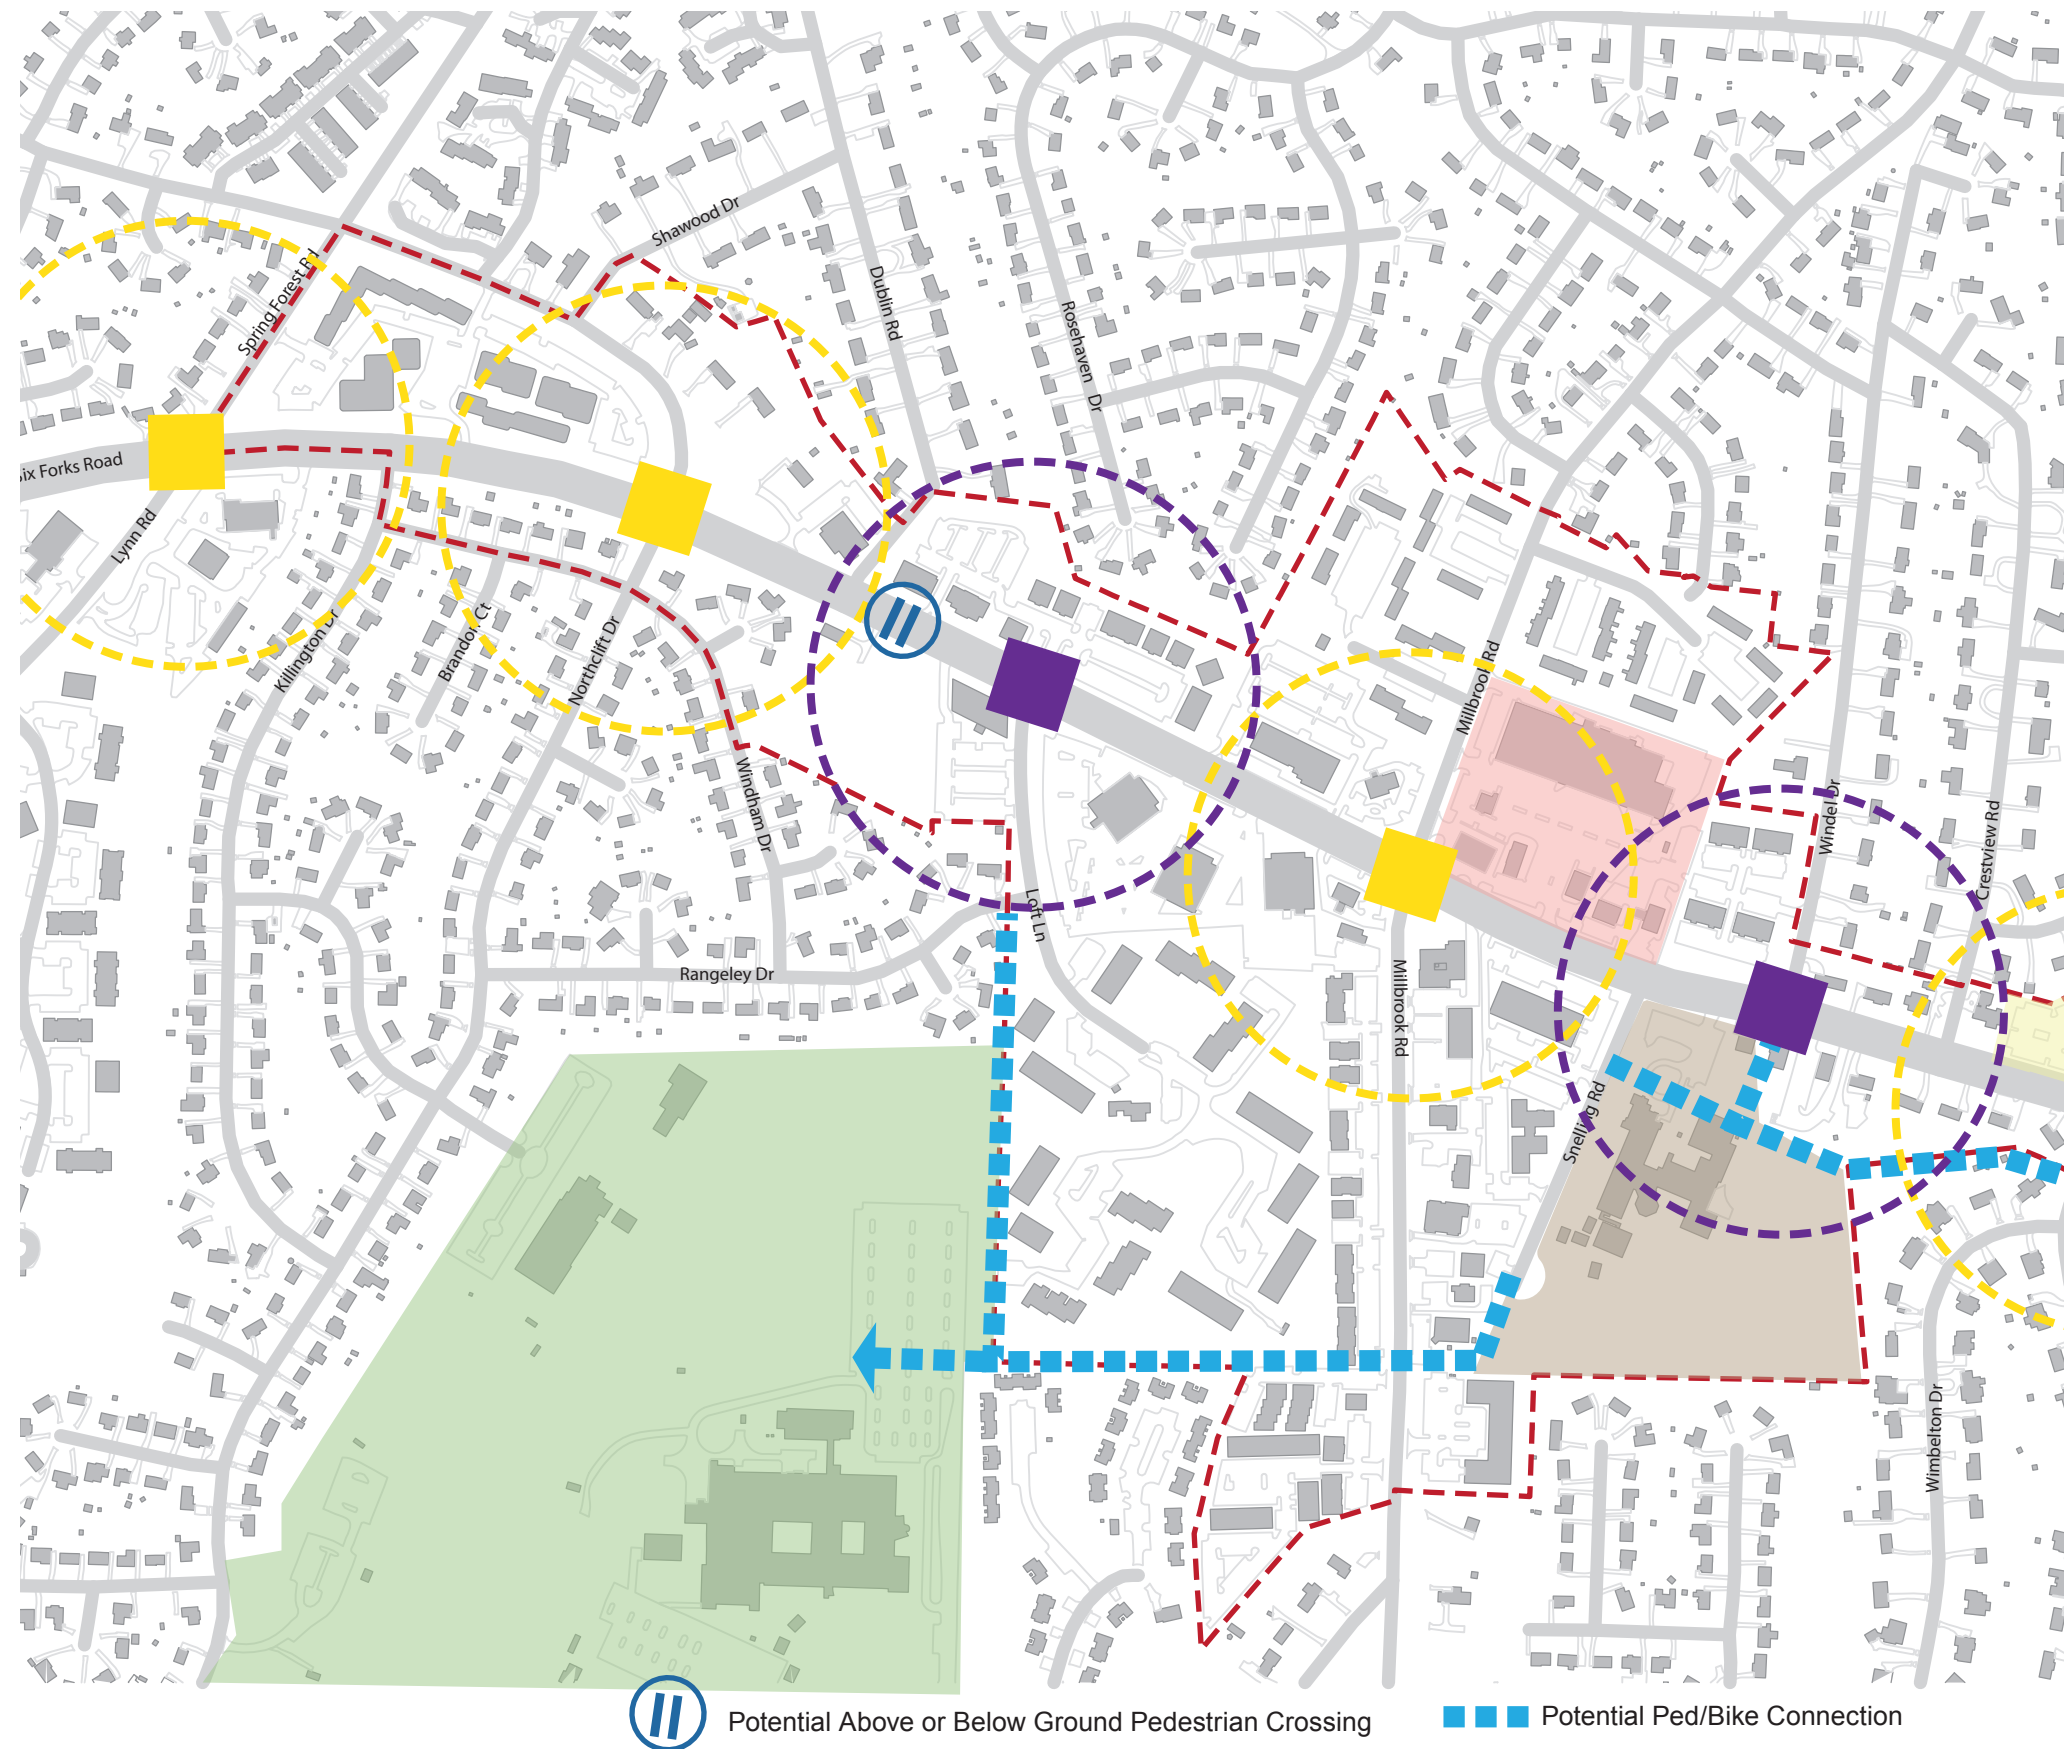 Shawood Dr
Spring Forest Rd
Dublin Rd
Rosehaven Dr
Six Forks Road
Lynn Rd
Killington Dr
Brandon Ct
Northclift Dr
Millbrook Rd
Windham Dr
Windel Dr
Crestview Rd
Loft Ln
Rangeley Dr
Millbrook Rd
Snelling Rd
Wimbelton Dr
Potential Above or Below Ground Pedestrian Crossing
Potential Ped/Bike Connection